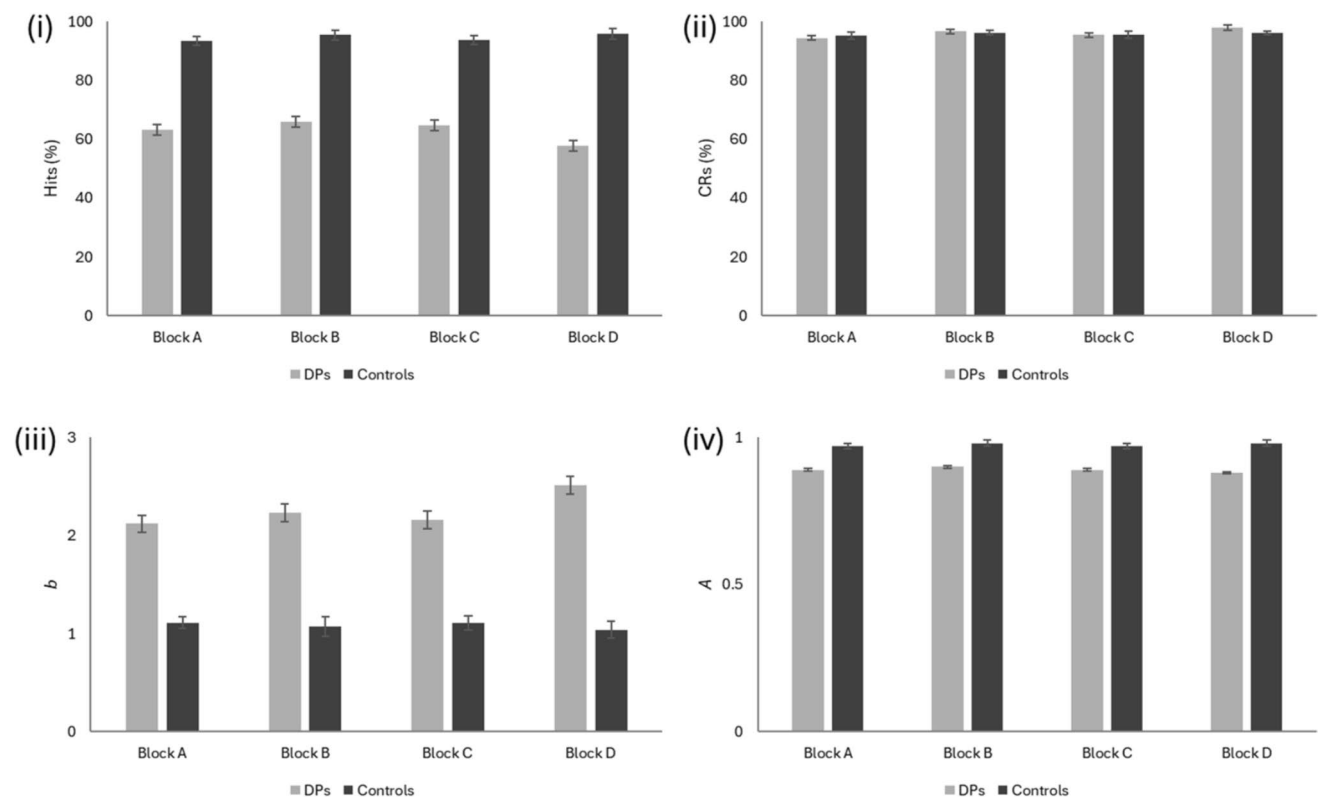 (i)
100
80
60
40
20
0
Hits (%)
Block A Block B Block C Block D
DPs Controls
(ii)
100
80
60
40
20
0
CRs (%)
Block A Block B Block C Block D
DPs Controls
(iii)
3
2
1
0
b
Block A Block B Block C Block D
DPs Controls
(iv)
1
0.5
0
A
Block A Block B Block C Block D
DPs Controls